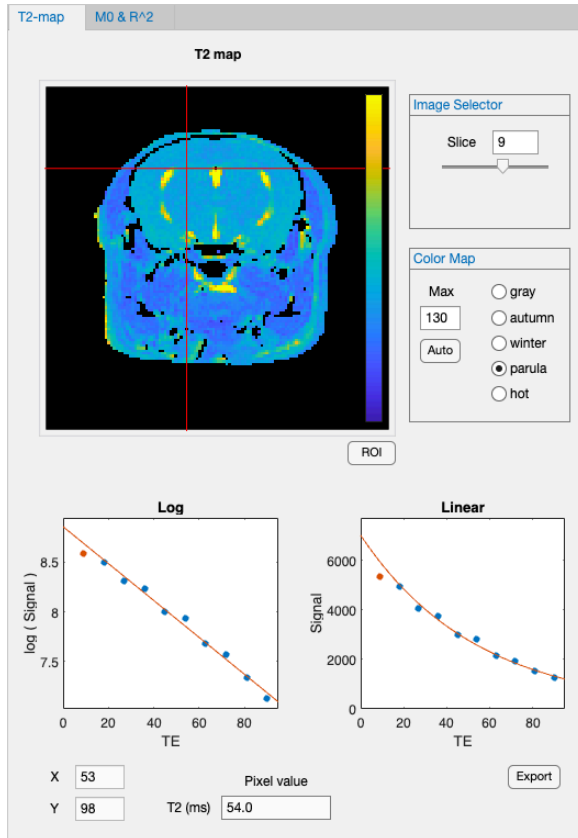 T2-map M0 & R^2
T2 map
Image Selector
Slice 9
Color Map
Max
130
Auto
gray
autumn
winter
parula
hot
ROI
Log
8.5
8
7.5
log ( Signal )
0 20 40 60 80
TE
Linear
6000
4000
2000
0
Signal
0 20 40 60 80
TE
X 53
Y 98
Pixel value
T2 (ms) 54.0
Export